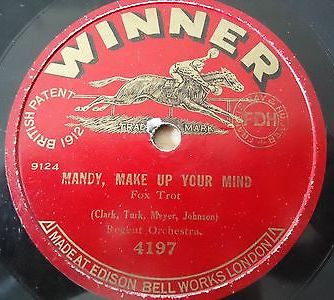 WINNER
BRITISH PATENT
1912
TRADE MARK
FDH
9124
MANDY, MAKE UP YOUR MIND
Fox Trot
(Clark, Turk, Meyer, Johnson)
Regent Orchestra.
4197
MADE AT EDISON BELL WORKS LONDON